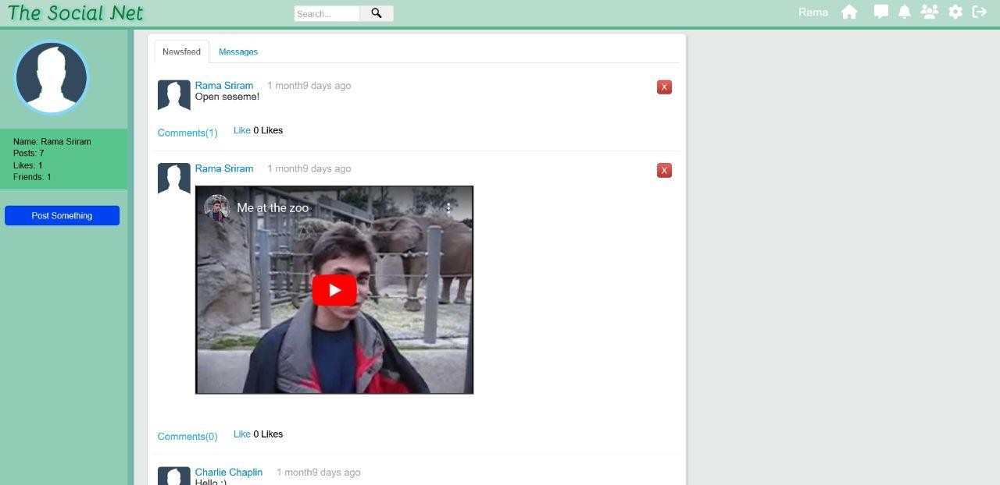 The Social Net
Search...
Rama
Name: Rama Sriram
Posts: 7
Likes: 1
Friends: 1
Post Something
Newsfeed Messages
Rama Sriram 1 month9 days ago X
Open seseme!
Comments(1) Like 0 Likes
Rama Sriram 1 month9 days ago X
Me at the zoo
Comments(0) Like 0 Likes
Charlie Chaplin 1 month9 days ago
Hello :)